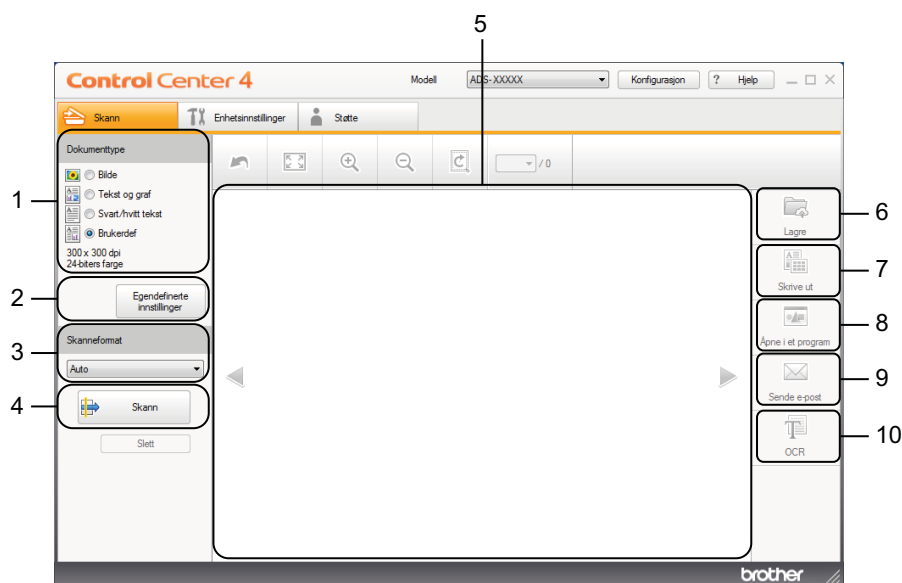 5
Control Center 4
Modell
ADS-XXXXX
Konfigurasjon
? Hjelp
Skann
Enhetsinnstillinger
Støtte
Dokumenttype
/ 0
1
Bilde
Tekst og graf
Svart/hvitt tekst
Brukerdef
300 x 300 dpi
24-biters farge
2
Egendefinerte
innstillinger
3
Skanneformat
Auto
4
Skann
Slett
Lagre
6
Skrive ut
7
Åpne i et program
8
Sende e-post
9
OCR
10
brother